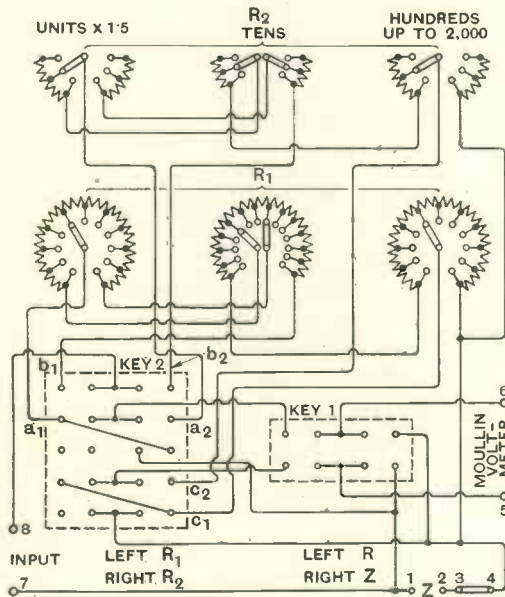 R2
UNITS X 1·5
TENS
HUNDREDS
UP TO 2,000
R1
b1
KEY 2
b2
a1
a2
KEY 1
6
MOULLIN
VOLT-
METER
5
c2
c1
8
INPUT
LEFT R1
RIGHT R2
LEFT R
RIGHT Z
7
1
Z
2
3
4